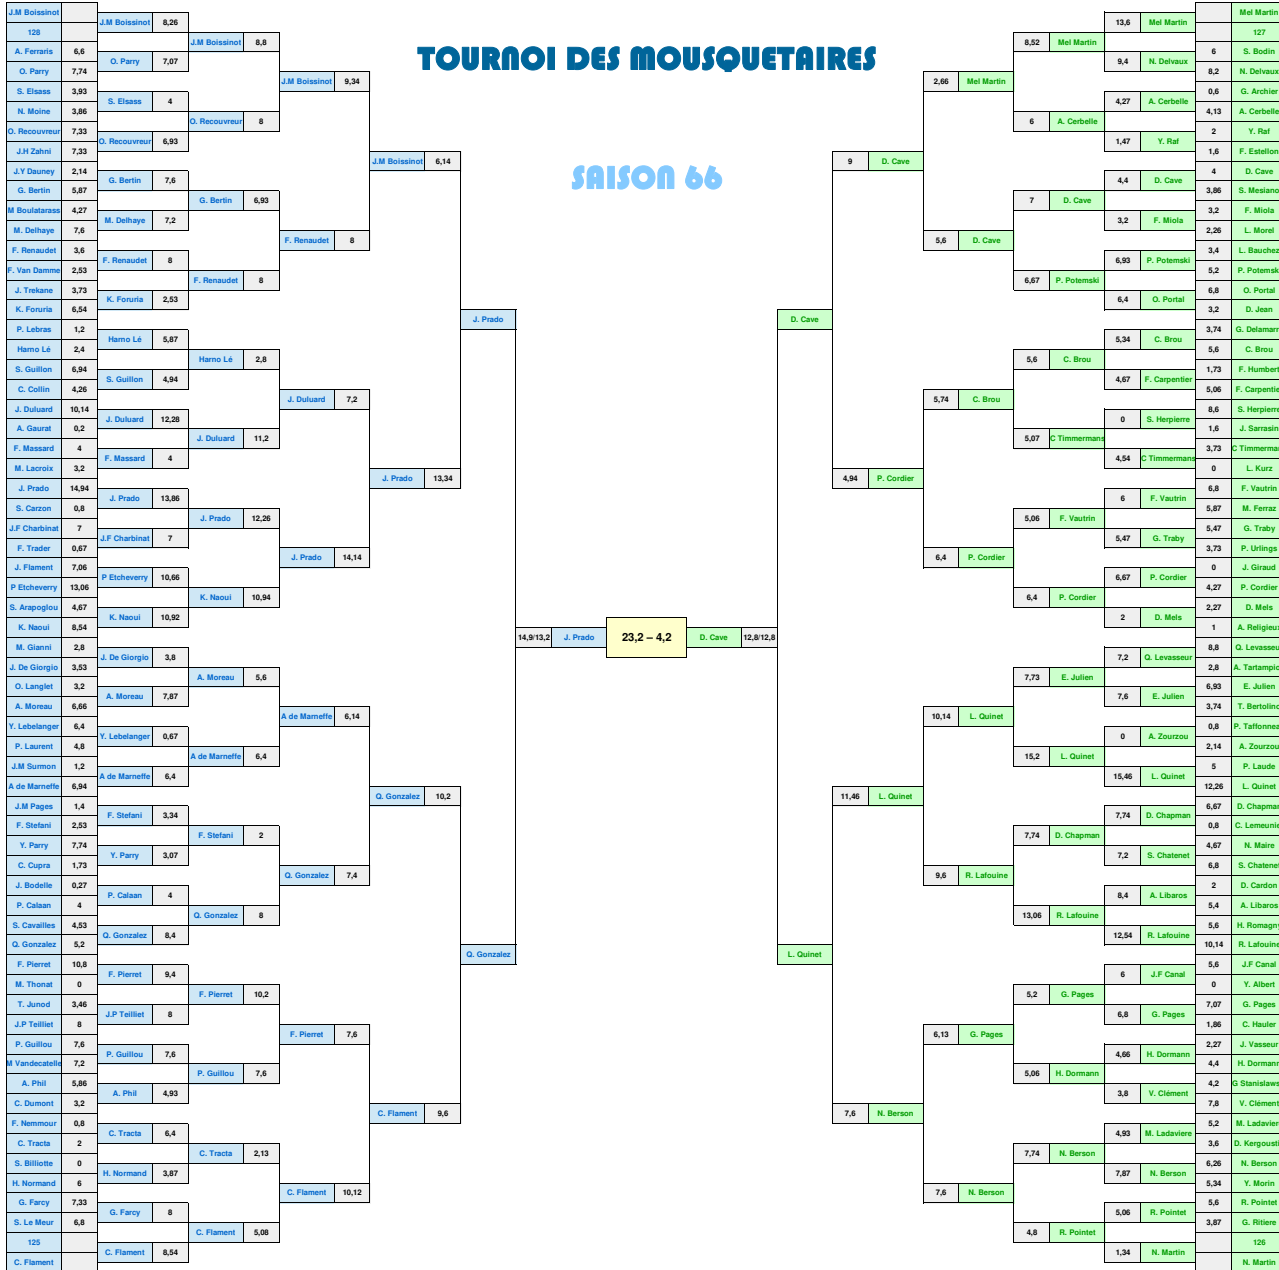 TOURNOI DES MOUSQUETAIRES
SAISON 66
J.M Boissinot
128
A. Ferraris 6,6
O. Parry 7,74
S. Elsass 3,93
N. Moine 3,86
O. Recouvreur 7,33
J.H Zahni 7,33
J.Y Dauney 2,14
G. Bertin 5,87
M Boulatarass 4,27
M. Delhaye 7,6
F. Renaudet 3,6
F. Van Damme 2,53
J. Trekane 3,73
K. Foruria 6,54
P. Lebras 1,2
Harno Lé 2,4
S. Guillon 6,94
C. Collin 4,26
J. Duluard 10,14
A. Gaurat 0,2
F. Massard 4
M. Lacroix 3,2
J. Prado 14,94
S. Carzon 0,8
J.F Charbinat 7
F. Trader 0,67
J. Flament 7,06
P Etcheverry 13,06
S. Arapoglou 4,67
K. Naoui 8,54
M. Gianni 2,8
J. De Giorgio 3,53
O. Langlet 3,2
A. Moreau 6,66
Y. Lebelanger 6,4
P. Laurent 4,8
J.M Surmon 1,2
A de Marneffe 6,94
J.M Pages 1,4
F. Stefani 2,53
Y. Parry 7,74
C. Cupra 1,73
J. Bodelle 0,27
P. Calaan 4
S. Cavailles 4,53
Q. Gonzalez 5,2
F. Pierret 10,8
M. Thonat 0
T. Junod 3,46
J.P Teilliet 8
P. Guillou 7,6
M Vandecatelle 7,2
A. Phil 5,86
C. Dumont 3,2
F. Nemmour 0,8
C. Tracta 2
S. Billiotte 0
H. Normand 6
G. Farcy 7,33
S. Le Meur 6,8
125
C. Flament
J.M Boissinot 8,26
O. Parry 7,07
S. Elsass 4
O. Recouvreur 6,93
G. Bertin 7,6
M. Delhaye 7,2
F. Renaudet 8
K. Foruria 2,53
Harno Lé 5,87
S. Guillon 4,94
J. Duluard 12,28
F. Massard 4
J. Prado 13,86
J.F Charbinat 7
P Etcheverry 10,66
K. Naoui 10,92
J. De Giorgio 3,8
A. Moreau 7,87
Y. Lebelanger 0,67
A de Marneffe 6,4
F. Stefani 3,34
Y. Parry 3,07
P. Calaan 4
Q. Gonzalez 8,4
F. Pierret 9,4
J.P Teilliet 8
P. Guillou 7,6
A. Phil 4,93
C. Tracta 6,4
H. Normand 3,87
G. Farcy 8
C. Flament 8,54
J.M Boissinot 8,8
O. Recouvreur 8
G. Bertin 6,93
F. Renaudet 8
Harno Lé 2,8
J. Duluard 11,2
J. Prado 12,26
K. Naoui 10,94
A. Moreau 5,6
A de Marneffe 6,4
F. Stefani 2
Q. Gonzalez 8
F. Pierret 10,2
P. Guillou 7,6
C. Tracta 2,13
C. Flament 5,08
J.M Boissinot 9,34
F. Renaudet 8
J. Duluard 7,2
J. Prado 14,14
A de Marneffe 6,14
Q. Gonzalez 7,4
F. Pierret 7,6
C. Flament 10,12
J.M Boissinot 6,14
J. Prado 13,34
Q. Gonzalez 10,2
C. Flament 9,6
J. Prado
Q. Gonzalez
14,9/13,2 J. Prado 23,2 – 4,2 D. Cave 12,8/12,8
D. Cave
L. Quinet
9 D. Cave
4,94 P. Cordier
11,46 L. Quinet
7,6 N. Berson
2,66 Mel Martin
5,6 D. Cave
5,74 C. Brou
6,4 P. Cordier
10,14 L. Quinet
9,6 R. Lafouine
6,13 G. Pages
7,6 N. Berson
8,52 Mel Martin
6 A. Cerbelle
7 D. Cave
6,67 P. Potemski
5,6 C. Brou
5,07 C Timmermans
5,06 F. Vautrin
6,4 P. Cordier
7,73 E. Julien
15,2 L. Quinet
7,74 D. Chapman
13,06 R. Lafouine
5,2 G. Pages
5,06 H. Dormann
7,74 N. Berson
4,8 R. Pointet
13,6 Mel Martin
9,4 N. Delvaux
4,27 A. Cerbelle
1,47 Y. Raf
4,4 D. Cave
3,2 F. Miola
6,93 P. Potemski
6,4 O. Portal
5,34 C. Brou
4,67 F. Carpentier
0 S. Herpierre
4,54 C Timmermans
6 F. Vautrin
5,47 G. Traby
6,67 P. Cordier
2 D. Mels
7,2 Q. Levasseur
7,6 E. Julien
0 A. Zourzou
15,46 L. Quinet
7,74 D. Chapman
7,2 S. Chatenet
8,4 A. Libaros
12,54 R. Lafouine
6 J.F Canal
6,8 G. Pages
4,66 H. Dormann
3,8 V. Clément
4,93 M. Ladaviere
7,87 N. Berson
5,06 R. Pointet
1,34 N. Martin
Mel Martin
127
6 S. Bodin
8,2 N. Delvaux
0,6 G. Archier
4,13 A. Cerbelle
2 Y. Raf
1,6 F. Estellon
4 D. Cave
3,86 S. Mesiano
3,2 F. Miola
2,26 L. Morel
3,4 L. Bauchez
5,2 P. Potemsk
6,8 O. Portal
3,2 D. Jean
3,74 G. Delamarr
5,6 C. Brou
1,73 F. Humbert
5,06 F. Carpentie
8,6 S. Herpierre
1,6 J. Sarrasin
3,73 C Timmerma
0 L. Kurz
6,8 F. Vautrin
5,87 M. Ferraz
5,47 G. Traby
3,73 P. Urlings
0 J. Giraud
4,27 P. Cordier
2,27 D. Mels
1 A. Religieux
8,8 Q. Levasseu
2,8 A. Tartampio
6,93 E. Julien
3,74 T. Bertolino
0,8 P. Taffonnea
2,14 A. Zourzou
5 P. Laude
12,26 L. Quinet
6,67 D. Chapman
0,8 C. Lemeunie
4,67 N. Maire
6,8 S. Chatenet
2 D. Cardon
5,4 A. Libaros
5,6 H. Romagny
10,14 R. Lafouine
5,6 J.F Canal
0 Y. Albert
7,07 G. Pages
1,86 C. Hauler
2,27 J. Vasseur
4,4 H. Dormann
4,2 G Stanislaws
7,8 V. Clément
5,2 M. Ladavier
3,6 D. Kergousti
6,26 N. Berson
5,34 Y. Morin
5,6 R. Pointet
3,87 G. Ritiere
126
N. Martin